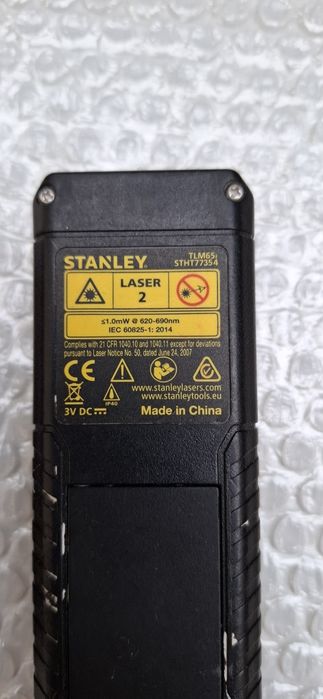 STANLEY
TLM65i
STHT77354
LASER
2
≤1.0mW @ 620-690nm
IEC 60825-1: 2014
Complies with 21 CFR 1040.10 and 1040.11 except for deviations
pursuant to Laser Notice No. 50, dated June 24, 2007
CE
www.stanleylasers.com
www.stanleytools.eu
3V DC
IP40
Made in China